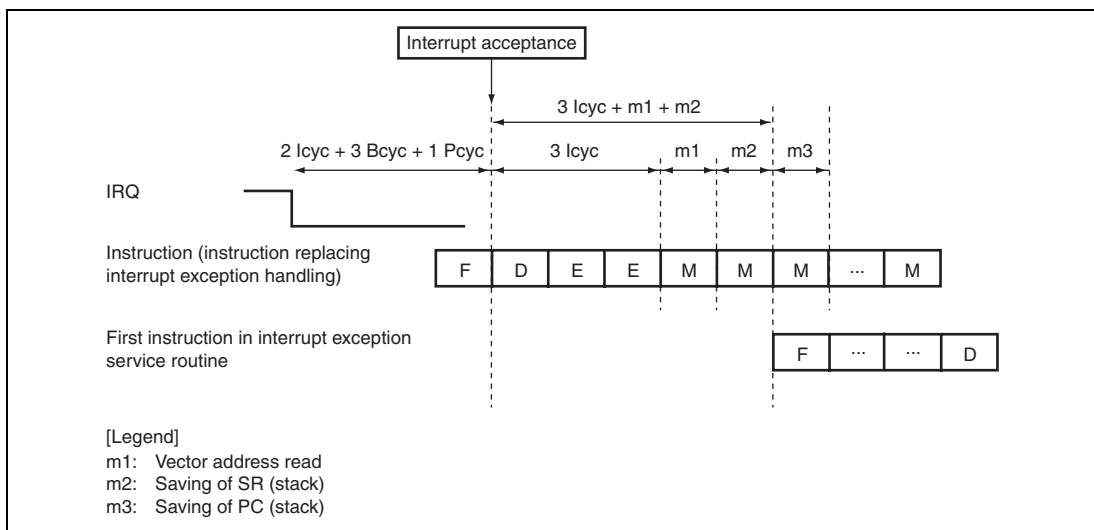 Interrupt acceptance
3 Icyc + m1 + m2
2 Icyc + 3 Bcyc + 1 Pcyc
3 Icyc
m1
m2
m3
IRQ
Instruction (instruction replacing
interrupt exception handling)
F D E E M M M ... M
First instruction in interrupt exception
service routine
F ... ... D
[Legend]
m1: Vector address read
m2: Saving of SR (stack)
m3: Saving of PC (stack)